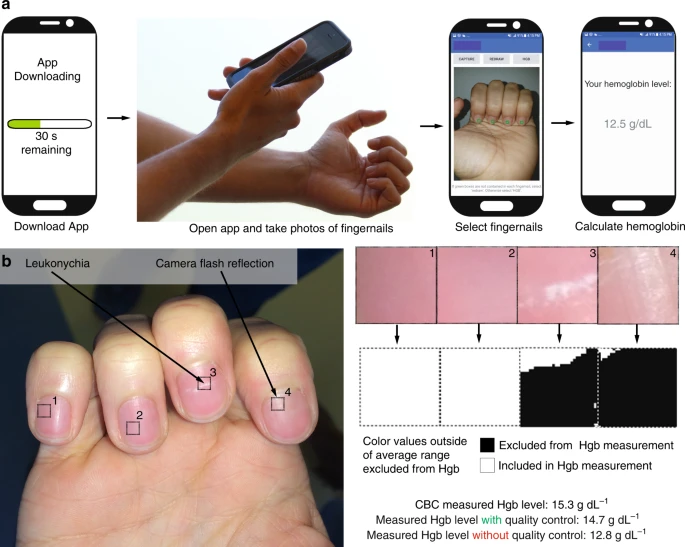 a
App
Downloading
30 s
remaining
Download App
Open app and take photos of fingernails
CAPTURE REDRAW HGB
Select fingernails
Your hemoglobin level:
12.5 g/dL
Calculate hemoglobin
b
Leukonychia
Camera flash reflection
1
2
3
4
1
2
3
4
Color values outside
of average range
excluded from Hgb
Excluded from Hgb measurement
Included in Hgb measurement
CBC measured Hgb level: 15.3 g dL⁻¹
Measured Hgb level with quality control: 14.7 g dL⁻¹
Measured Hgb level without quality control: 12.8 g dL⁻¹